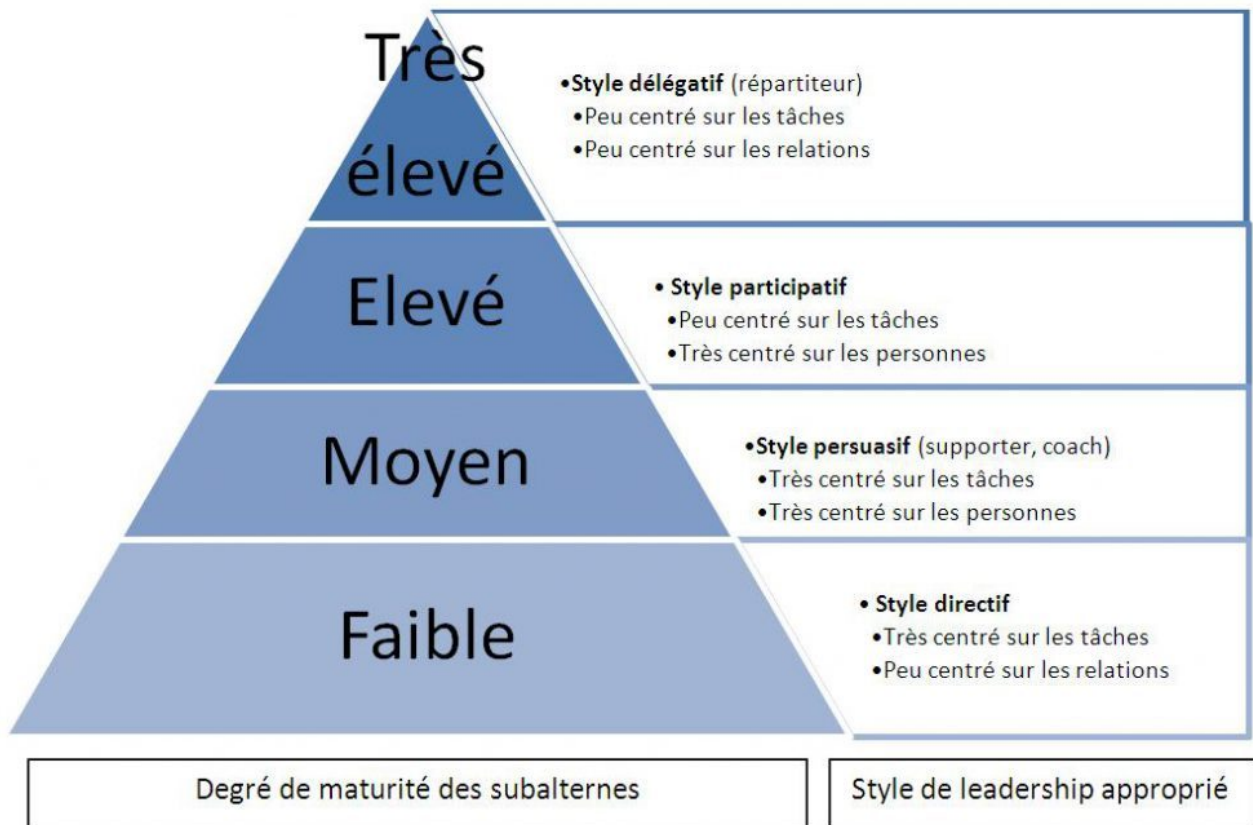 Très
élevé
•Style délégatif (répartiteur)
•Peu centré sur les tâches
•Peu centré sur les relations
Elevé
• Style participatif
•Peu centré sur les tâches
•Très centré sur les personnes
Moyen
•Style persuasif (supporter, coach)
•Très centré sur les tâches
•Très centré sur les personnes
Faible
• Style directif
•Très centré sur les tâches
•Peu centré sur les relations
Degré de maturité des subalternes
Style de leadership approprié